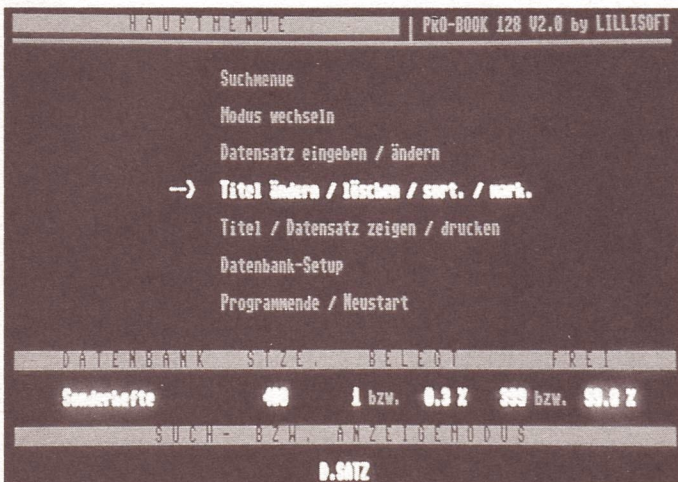 HAUPTMENUE PRO-BOOK 128 V2.0 by LILLISOFT
Suchmenue
Modus wechseln
Datensatz eingeben / ändern
--> Titel ändern / löschen / sort. / mark.
Titel / Datensatz zeigen / drucken
Datenbank-Setup
Programmende / Neustart
DATENBANK STZE. BELEGT FREI
Sonderhefte 400 1 bzw. 0.3 % 399 bzw. 99.8 %
SUCH- BZW. ANZEIGEMODUS
D.SATZ